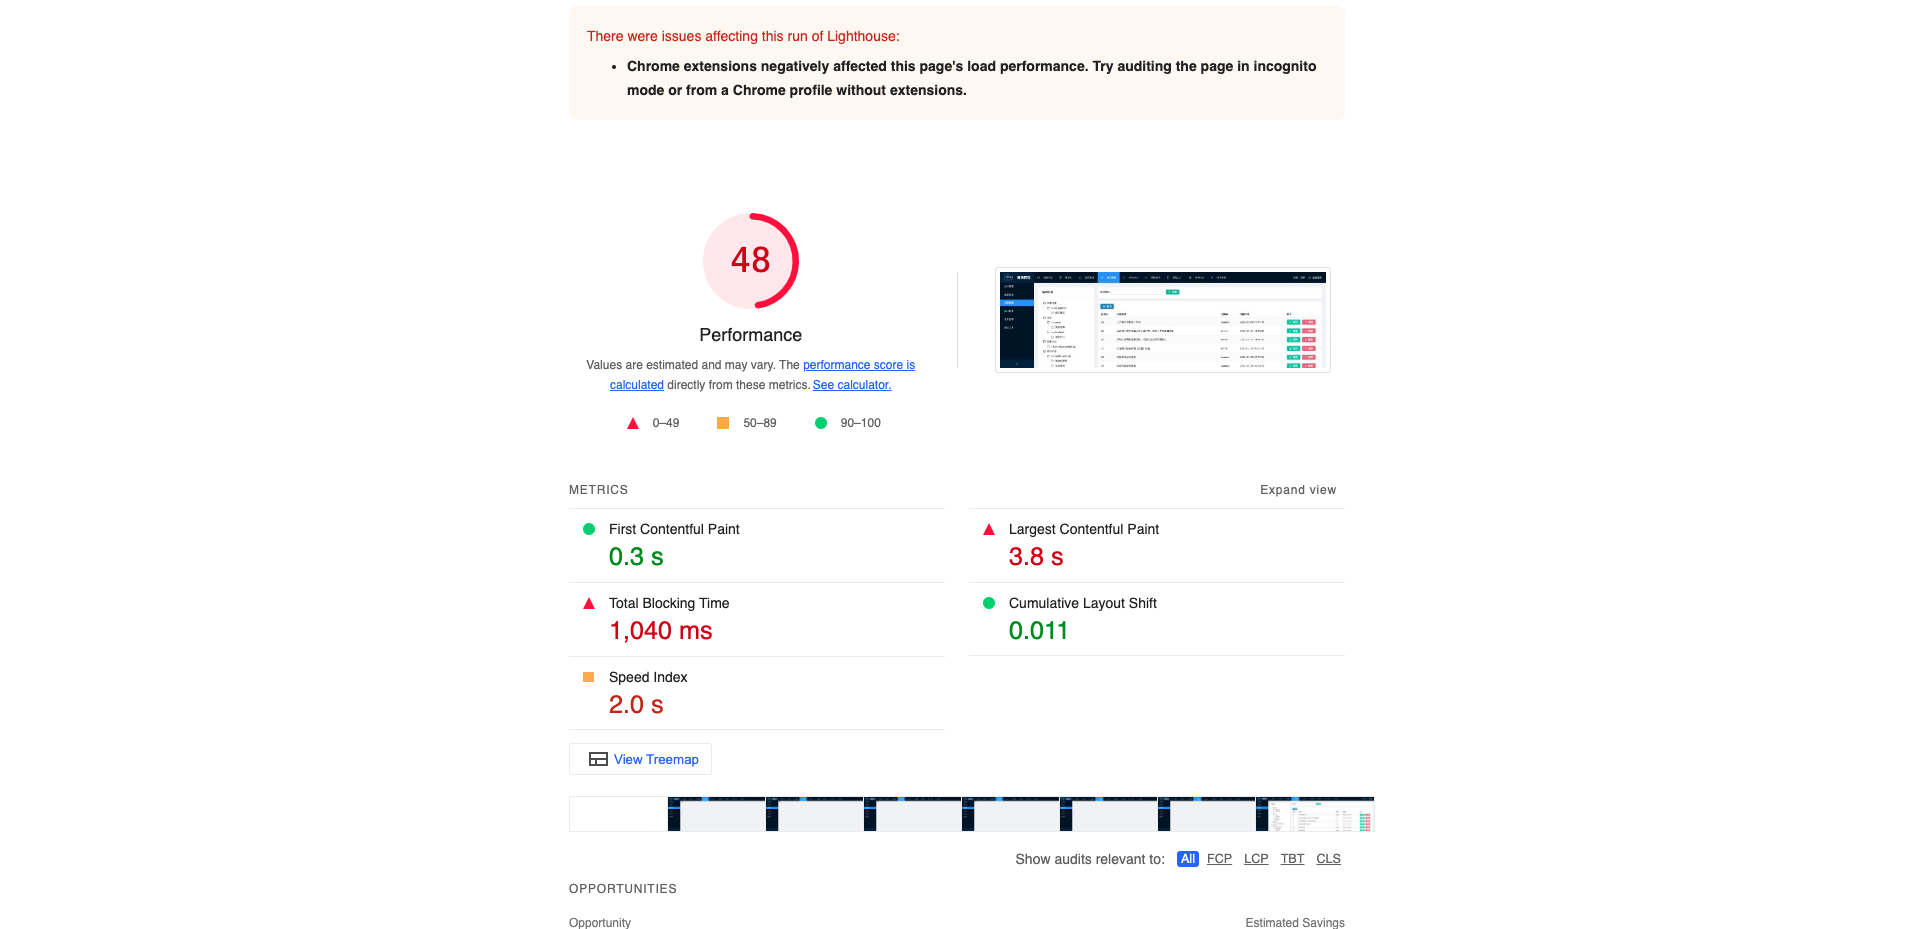 There were issues affecting this run of Lighthouse:
Chrome extensions negatively affected this page's load performance. Try auditing the page in incognito
mode or from a Chrome profile without extensions.
48
Performance
Values are estimated and may vary. The performance score is
calculated directly from these metrics. See calculator.
0–49
50–89
90–100
METRICS
Expand view
First Contentful Paint
0.3 s
Largest Contentful Paint
3.8 s
Total Blocking Time
1,040 ms
Cumulative Layout Shift
0.011
Speed Index
2.0 s
View Treemap
Show audits relevant to: All FCP LCP TBT CLS
OPPORTUNITIES
Opportunity
Estimated Savings